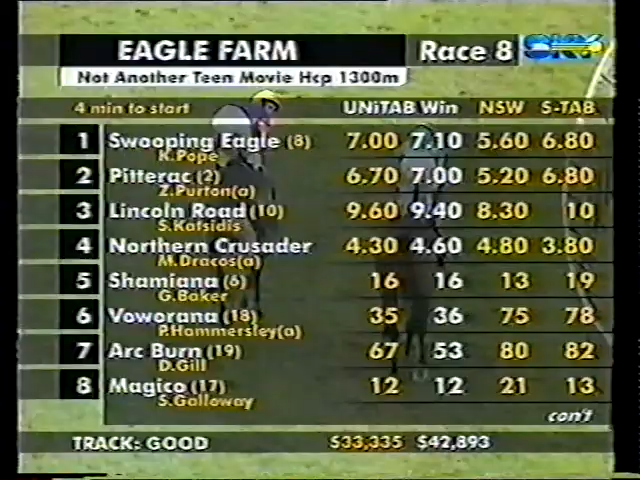 EAGLE FARM Race 8 SKY
Not Another Teen Movie Hcp 1300m
4 min to start UNiTAB Win NSW S-TAB
1 Swooping Eagle (8) 7.00 7.10 5.60 6.80
K.Pope
2 Pitterac (2) 6.70 7.00 5.20 6.80
Z.Purton(a)
3 Lincoln Road (10) 9.60 9.40 8.30 10
S.Katsidis
4 Northern Crusader 4.30 4.60 4.80 3.80
M.Dracos(a)
5 Shamiana (6) 16 16 13 19
G.Baker
6 Voworana (18) 35 36 75 78
P.Hammersley(a)
7 Arc Burn (19) 67 53 80 82
D.Gill
8 Magico (17) 12 12 21 13
S.Galloway
con't
TRACK: GOOD $33,335 $42,893